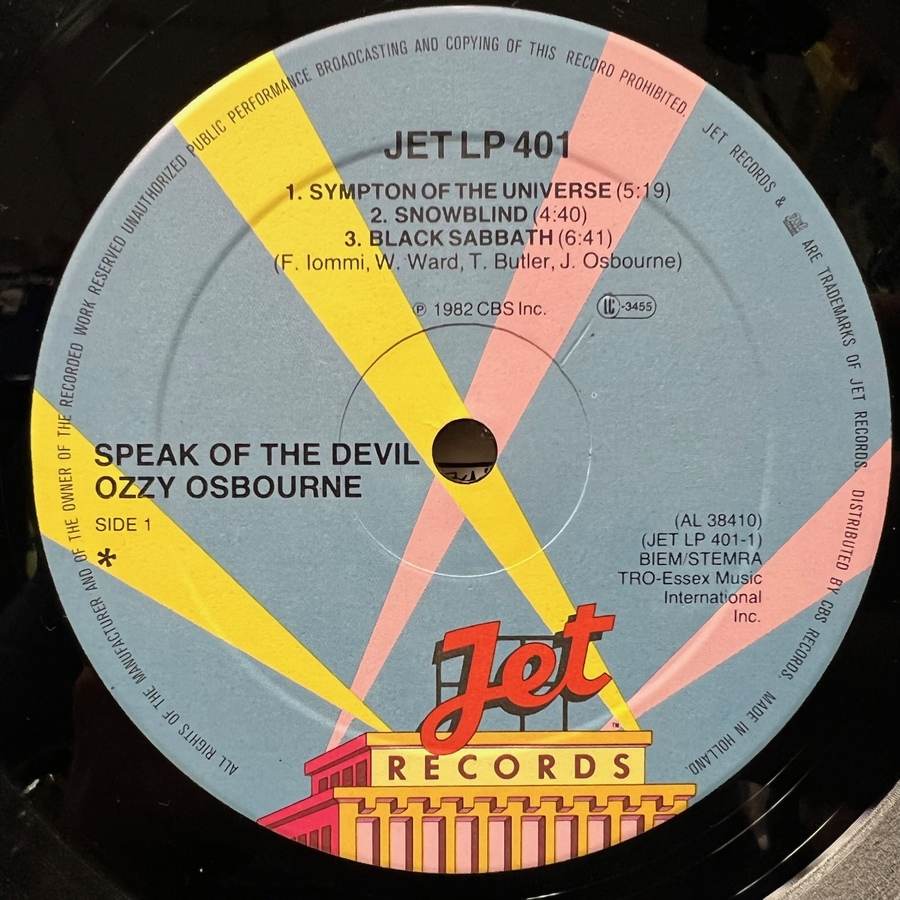 ALL RIGHTS OF THE MANUFACTURER AND OF THE OWNER OF THE RECORDED WORK RESERVED UNAUTHORIZED PUBLIC PERFORMANCE BROADCASTING AND COPYING OF THIS RECORD PROHIBITED. JET RECORDS & Jet ARE TRADEMARKS OF JET RECORDS. DISTRIBUTED BY CBS RECORDS. MADE IN HOLLAND.
JET LP 401
1. SYMPTON OF THE UNIVERSE (5:19)
2. SNOWBLIND (4:40)
3. BLACK SABBATH (6:41)
(F. Iommi, W. Ward, T. Butler, J. Osbourne)
℗ 1982 CBS Inc.
LC-3455
SPEAK OF THE DEVIL
OZZY OSBOURNE
SIDE 1
*
(AL 38410)
(JET LP 401-1)
BIEM/STEMRA
TRO-Essex Music
International
Inc.
Jet
™
RECORDS